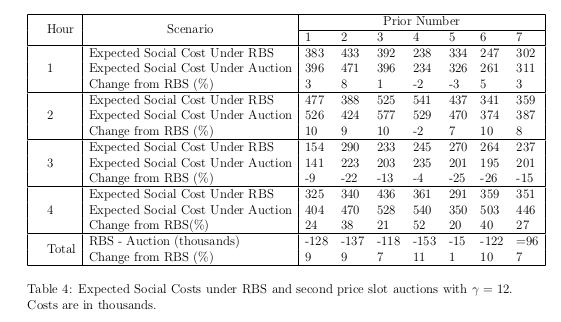 Hour Scenario Prior Number
1 2 3 4 5 6 7
Expected Social Cost Under RBS 383 433 392 238 334 247 302
1 Expected Social Cost Under Auction 396 471 396 234 326 261 311
Change from RBS (%) 3 8 1 -2 -3 5 3
Expected Social Cost Under RBS 477 388 525 541 437 341 359
2 Expected Social Cost Under Auction 526 424 577 529 470 374 387
Change from RBS (%) 10 9 10 -2 7 10 8
Expected Social Cost Under RBS 154 290 233 245 270 264 237
3 Expected Social Cost Under Auction 141 223 203 235 201 195 201
Change from RBS (%) -9 -22 -13 -4 -25 -26 -15
Expected Social Cost Under RBS 325 340 436 361 291 359 351
4 Expected Social Cost Under Auction 404 470 528 540 350 503 446
Change from RBS(%) 24 38 21 52 20 40 27
Total RBS - Auction (thousands) -128 -137 -118 -153 -15 -122 =96
Change from RBS (%) 9 9 7 11 1 10 7
Table 4: Expected Social Costs under RBS and second price slot auctions with γ = 12.
Costs are in thousands.